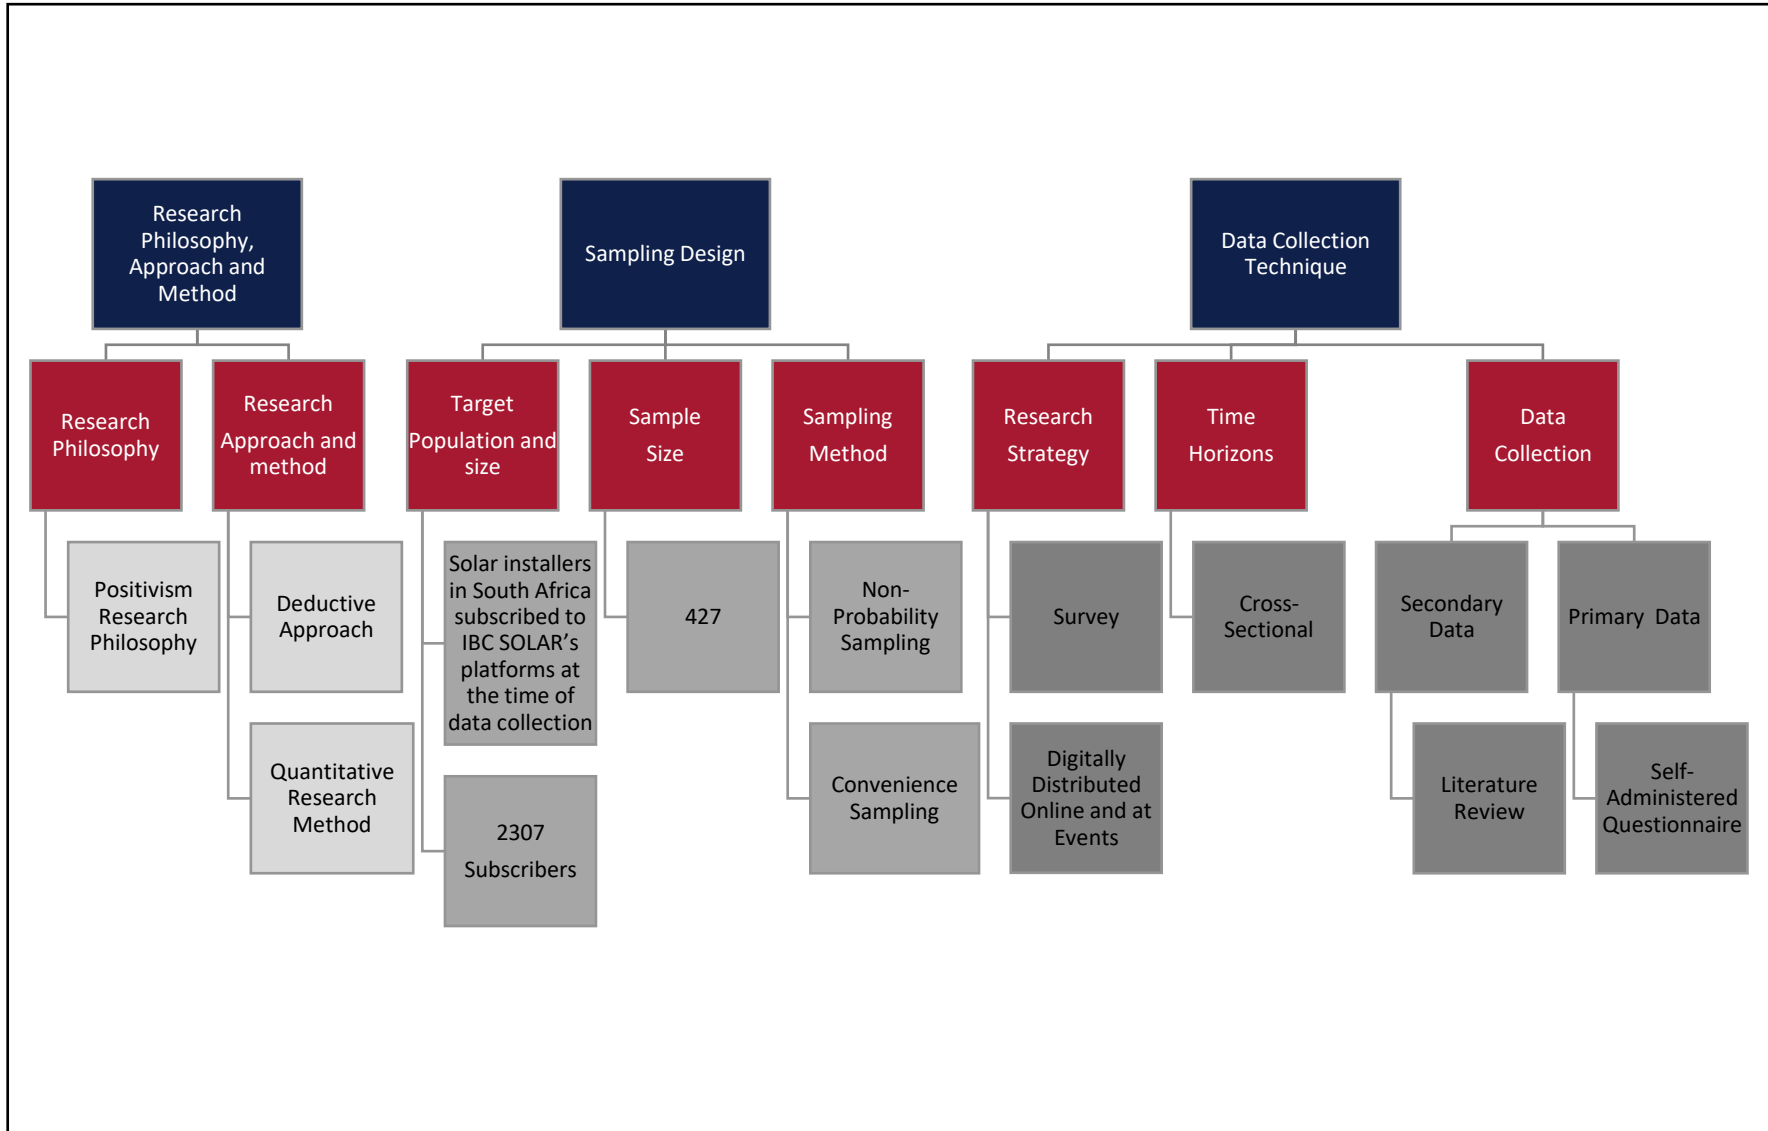 Research
Philosophy,
Approach and
Method
Sampling Design
Data Collection
Technique
Research
Philosophy
Research
Approach and
method
Target
Population and
size
Sample
Size
Sampling
Method
Research
Strategy
Time
Horizons
Data
Collection
Positivism
Research
Philosophy
Deductive
Approach
Solar installers
in South Africa
subscribed to
IBC SOLAR’s
platforms at
the time of
data collection
427
Non-
Probability
Sampling
Survey
Cross-
Sectional
Secondary
Data
Primary Data
Quantitative
Research
Method
2307
Subscribers
Convenience
Sampling
Digitally
Distributed
Online and at
Events
Literature
Review
Self-
Administered
Questionnaire